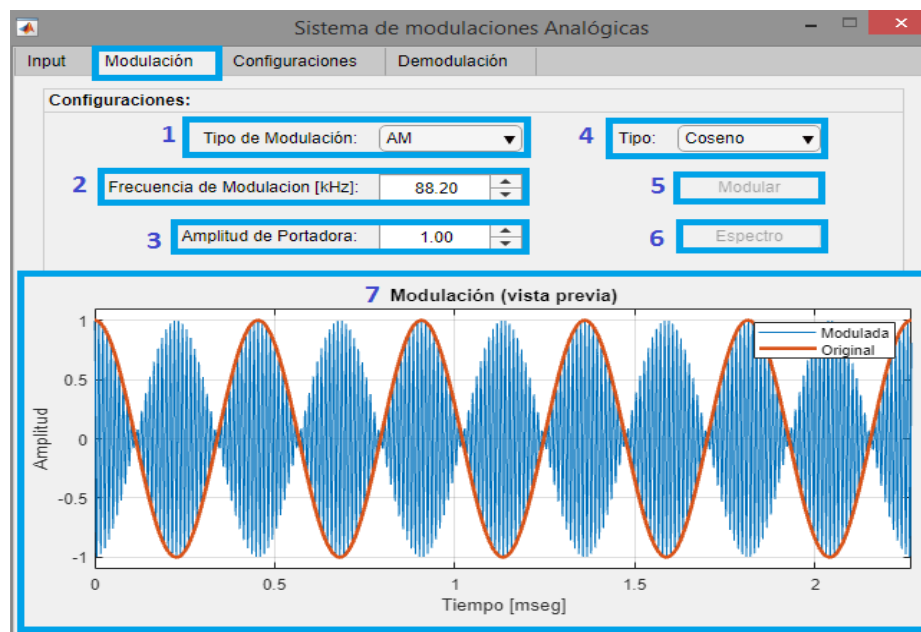 Sistema de modulaciones Analógicas
Input Modulación Configuraciones Demodulación
Configuraciones:
1 Tipo de Modulación: AM 4 Tipo: Coseno
2 Frecuencia de Modulacion [kHz]: 88.20 5 Modular
3 Amplitud de Portadora: 1.00 6 Espectro
7 Modulación (vista previa)
Modulada
Original
1
0.5
0
-0.5
-1
Amplitud
0 0.5 1 1.5 2
Tiempo [mseg]